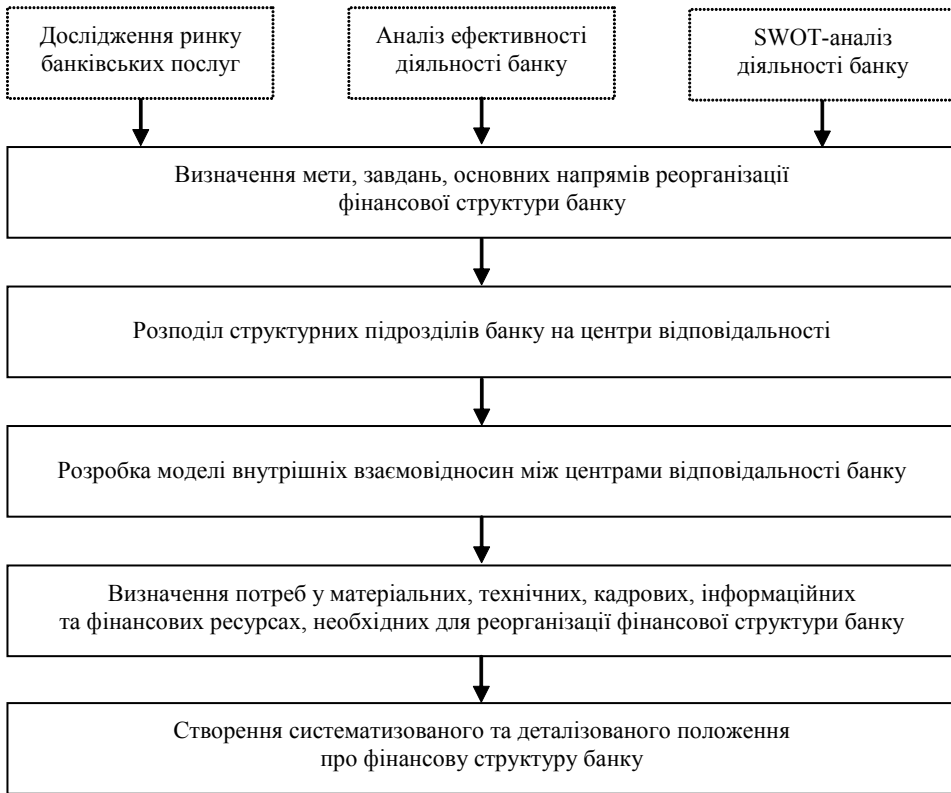 Дослідження ринку
банківських послуг
Аналіз ефективності
діяльності банку
SWOT-аналіз
діяльності банку
Визначення мети, завдань, основних напрямів реорганізації
фінансової структури банку
Розподіл структурних підрозділів банку на центри відповідальності
Розробка моделі внутрішніх взаємовідносин між центрами відповідальності банку
Визначення потреб у матеріальних, технічних, кадрових, інформаційних
та фінансових ресурсах, необхідних для реорганізації фінансової структури банку
Створення систематизованого та деталізованого положення
про фінансову структуру банку